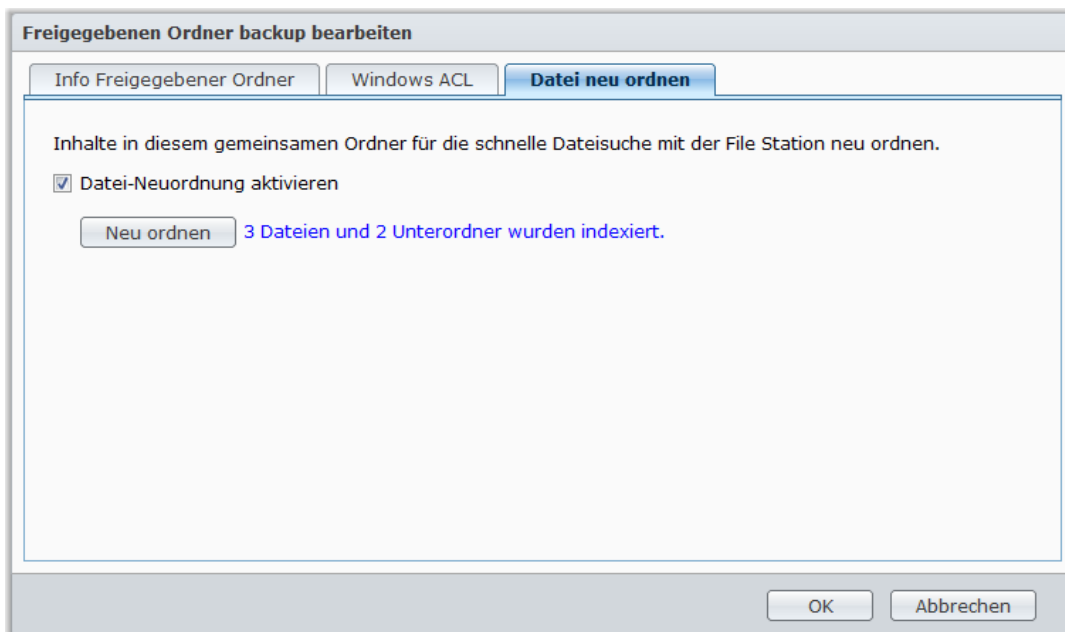 Freigegebenen Ordner backup bearbeiten
Info Freigegebener Ordner
Windows ACL
Datei neu ordnen
Inhalte in diesem gemeinsamen Ordner für die schnelle Dateisuche mit der File Station neu ordnen.
Datei-Neuordnung aktivieren
Neu ordnen
3 Dateien und 2 Unterordner wurden indexiert.
OK
Abbrechen